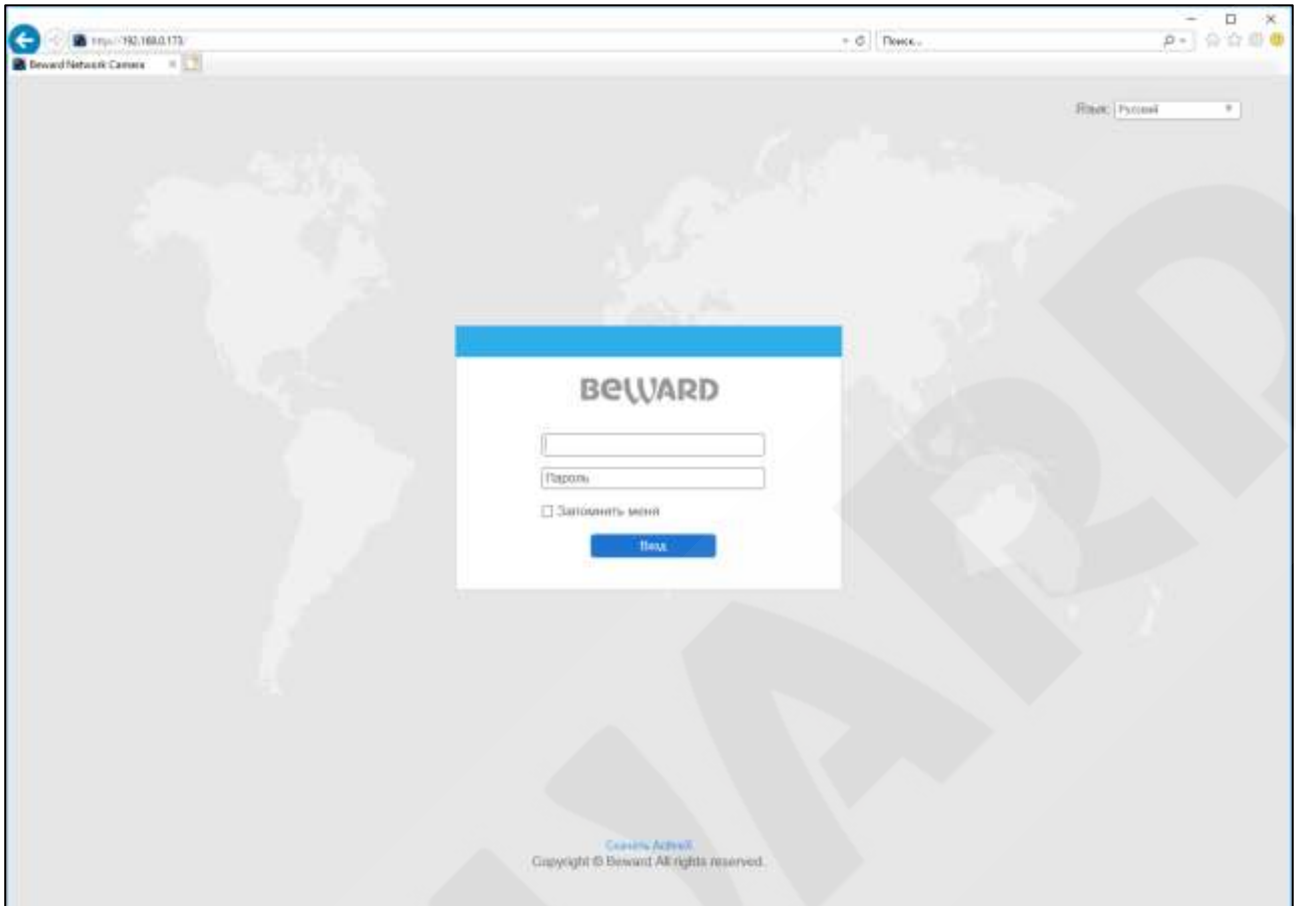 http://192.168.0.173/
Поиск...
Beward Network Camera
Язык: Русский
BEWARD
Пароль
Запомнить меня
Вход
Скачать ActiveX
Copyright © Beward All rights reserved.